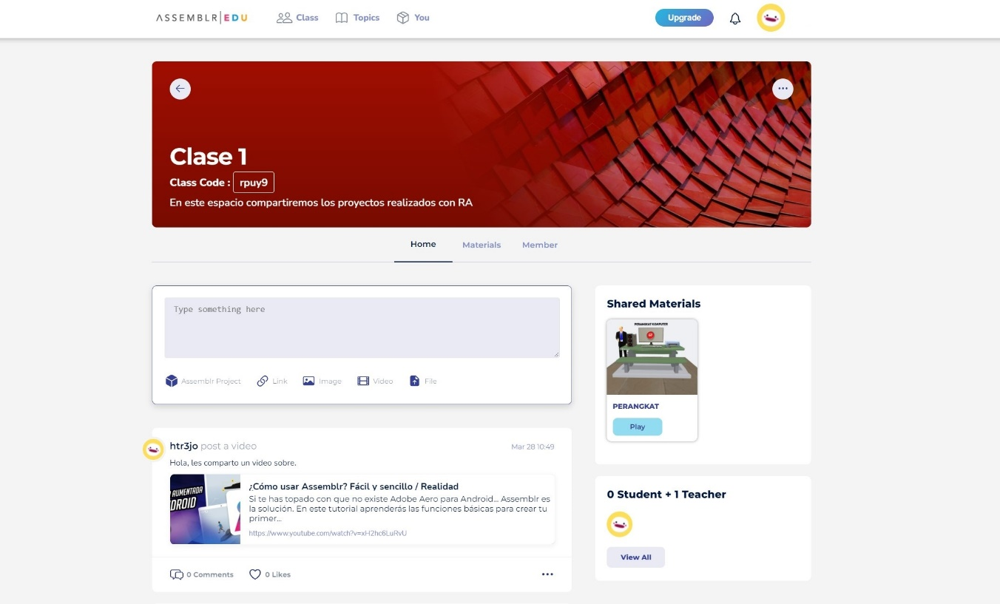 ASSEMBLR|EDU
Class
Topics
You
Upgrade
Clase 1
Class Code : rpuy9
En este espacio compartiremos los proyectos realizados con RA
Home
Materials
Member
Type something here
Assemblr Project
Link
Image
Video
File
htr3jo post a video
Mar 28 10:49
Hola, les comparto un video sobre.
AUMENTADA
DROID
¿Cómo usar Assemblr? Fácil y sencillo / Realidad
Si te has topado con que no existe Adobe Aero para Android... Assemblr es
la solución. En este tutorial aprenderás las funciones básicas para crear tu
primer...
https://www.youtube.com/watch?v=xH2hc6LuRvU
0 Comments
0 Likes
Shared Materials
PERANGKAT KOMPUTER
PERANGKAT
Play
0 Student + 1 Teacher
View All